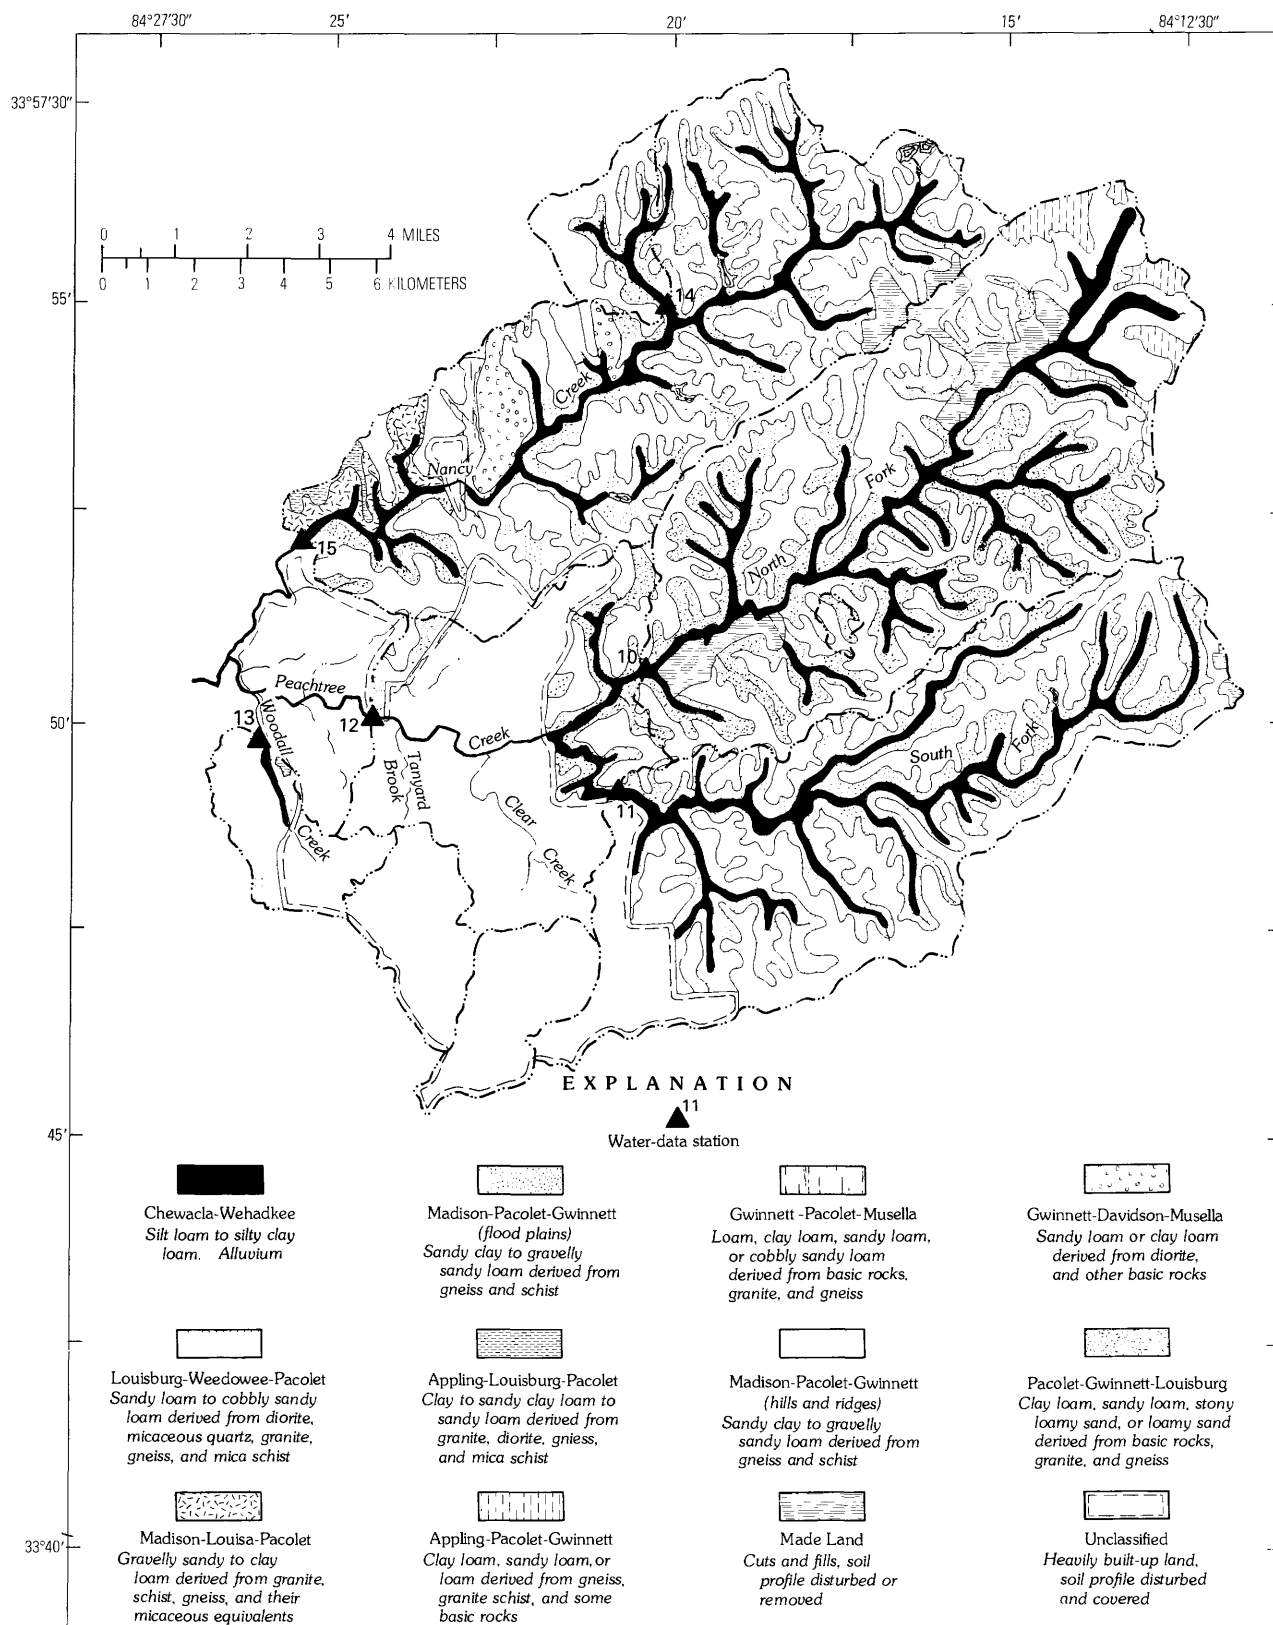 84°27'30"
25'
20'
15'
84°12'30"
33°57'30"
0 1 2 3 4 MILES
0 1 2 3 4 5 6 KILOMETERS
55'
14
Creek
Nancy
15
Fork
North
10
Peachtree
13
Woodall
12
50'
Creek
South
Fork
Tanyard
Brook
11
Clear
Creek
Creek
EXPLANATION
11
Water-data station
45'
Chewacla-Wehadkee
Silt loam to silty clay
loam. Alluvium
Madison-Pacolet-Gwinnett
(flood plains)
Sandy clay to gravelly
sandy loam derived from
gneiss and schist
Gwinnett-Pacolet-Musella
Loam, clay loam, sandy loam,
or cobbly sandy loam
derived from basic rocks,
granite, and gneiss
Gwinnett-Davidson-Musella
Sandy loam or clay loam
derived from diorite,
and other basic rocks
Louisburg-Weedowee-Pacolet
Sandy loam to cobbly sandy
loam derived from diorite,
micaceous quartz, granite,
gneiss, and mica schist
Appling-Louisburg-Pacolet
Clay to sandy clay loam to
sandy loam derived from
granite, diorite, gniess,
and mica schist
Madison-Pacolet-Gwinnett
(hills and ridges)
Sandy clay to gravelly
sandy loam derived from
gneiss and schist
Pacolet-Gwinnett-Louisburg
Clay loam, sandy loam, stony
loamy sand, or loamy sand
derived from basic rocks,
granite, and gneiss
33°40'
Madison-Louisa-Pacolet
Gravelly sandy to clay
loam derived from granite,
schist, gneiss, and their
micaceous equivalents
Appling-Pacolet-Gwinnett
Clay loam, sandy loam, or
loam derived from gneiss,
granite schist, and some
basic rocks
Made Land
Cuts and fills, soil
profile disturbed or
removed
Unclassified
Heavily built-up land,
soil profile disturbed
and covered